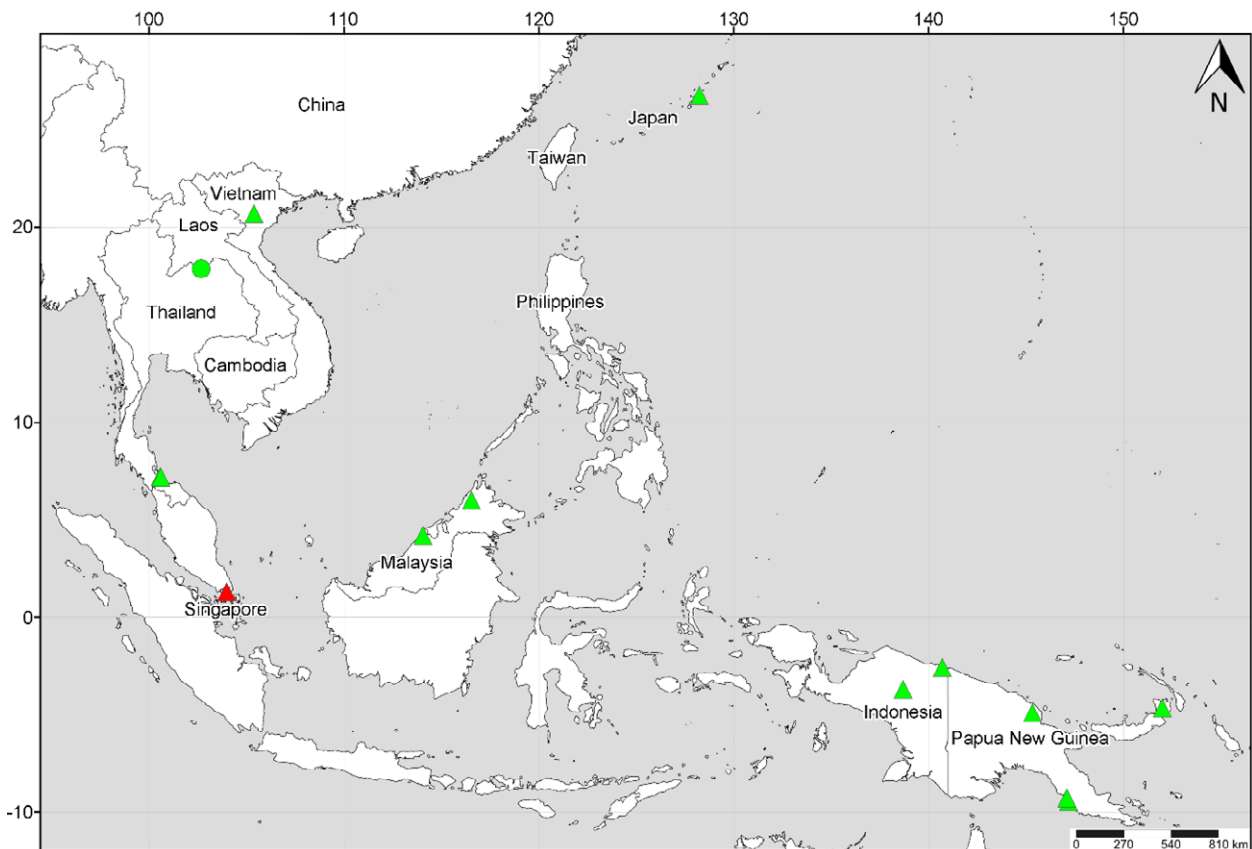 100 110 120 130 140 150
N
China
Japan
Taiwan
Vietnam
Laos
20
Philippines
Thailand
Cambodia
10
Malaysia
Singapore
0
Indonesia
Papua New Guinea
-10
0 270 540 810 km